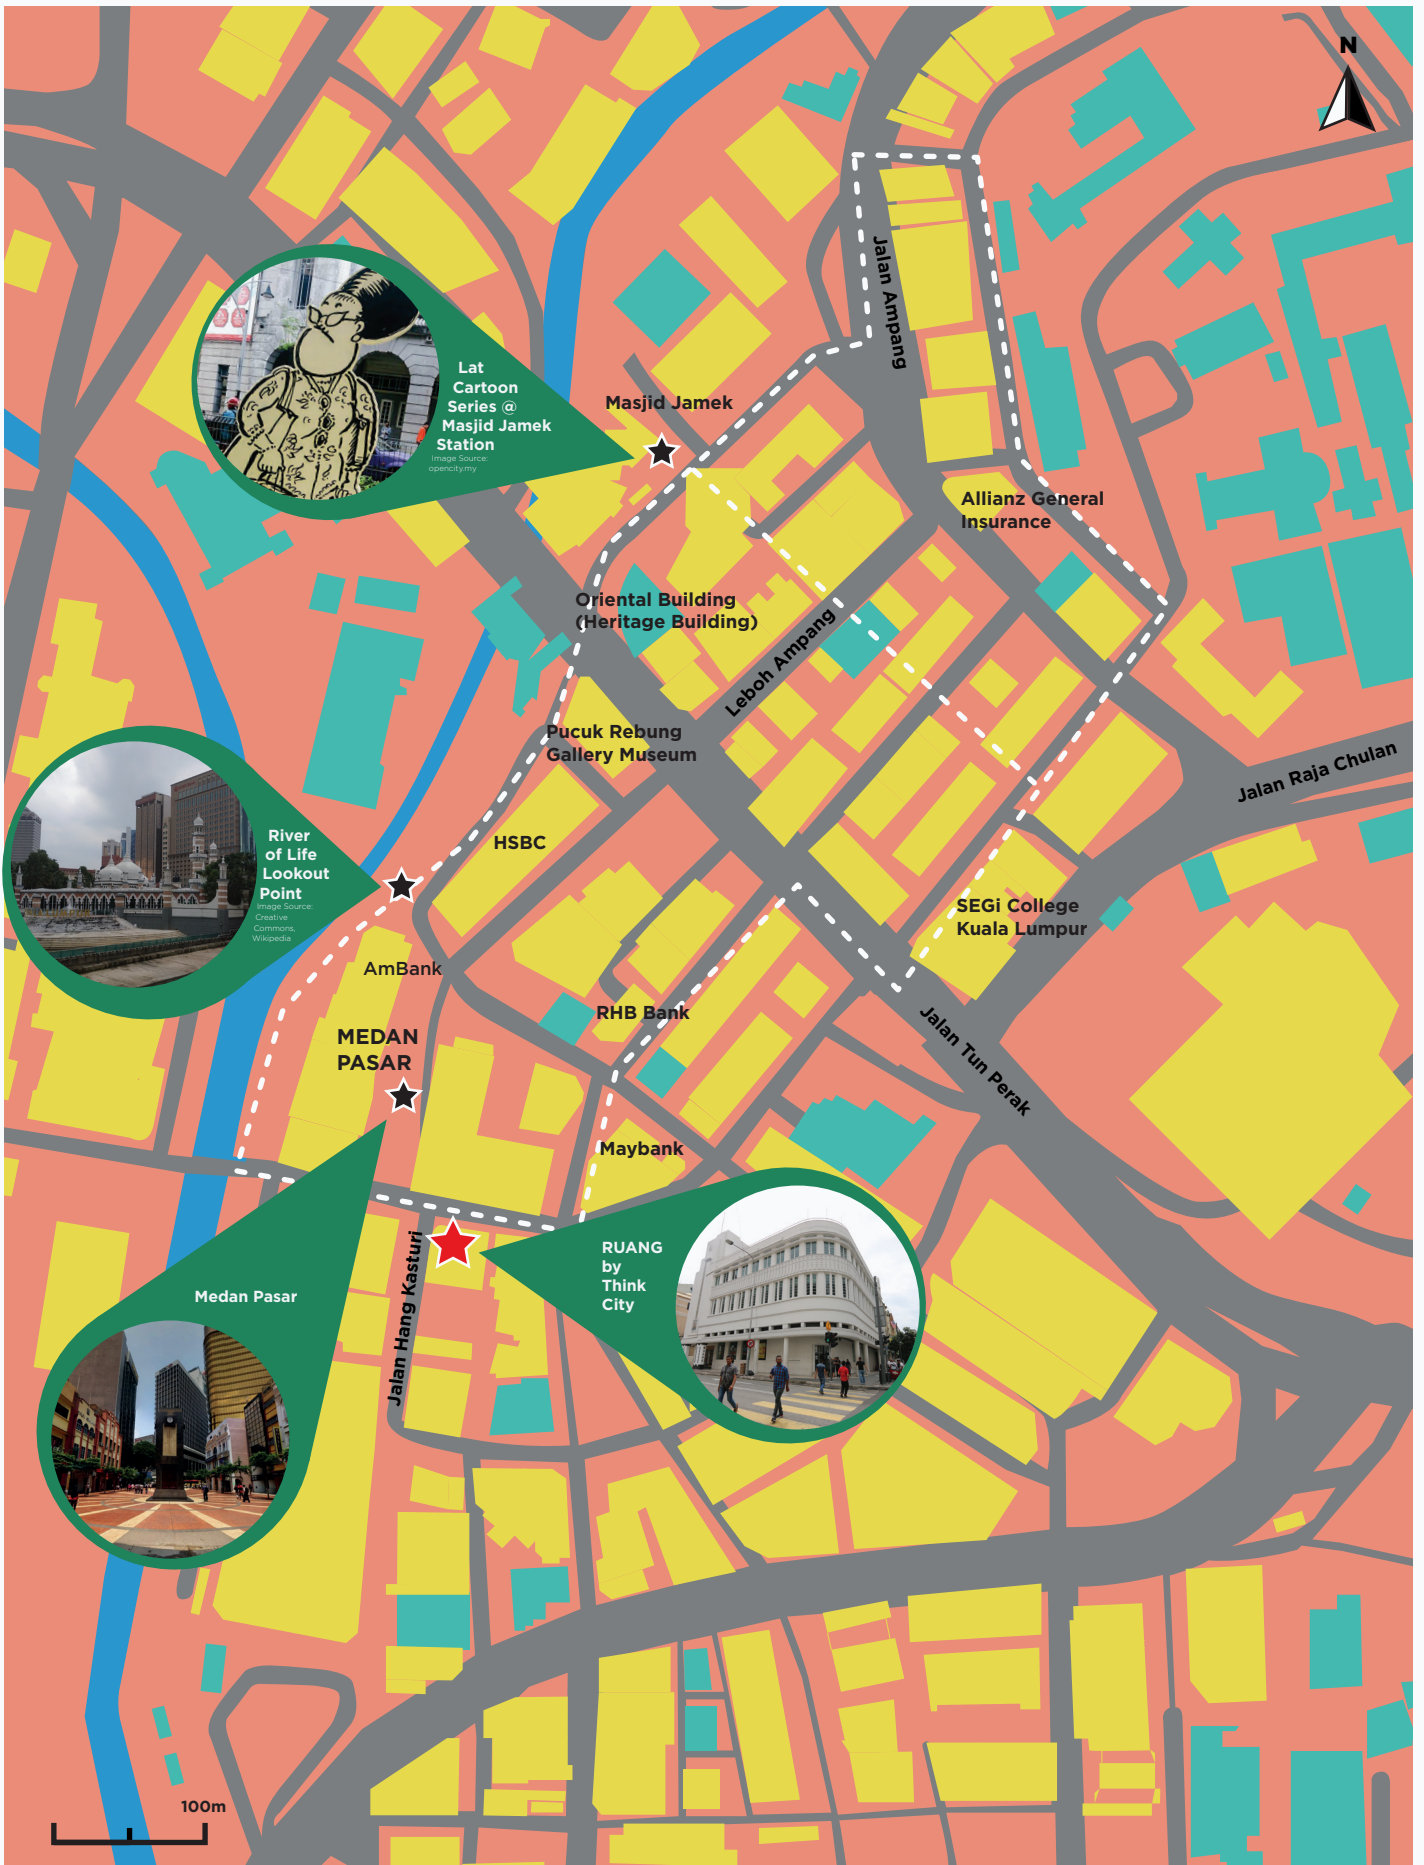 N
Jalan Ampang
Lat
Cartoon
Series @
Masjid Jamek
Station
Image Source:
opencity.my
Masjid Jamek
Allianz General
Insurance
Oriental Building
(Heritage Building)
Leboh Ampang
Pucuk Rebung
Gallery Museum
Jalan Raja Chulan
River
of Life
Lookout
Point
Image Source:
Creative
Commons,
Wikipedia
HSBC
SEGi College
Kuala Lumpur
AmBank
RHB Bank
MEDAN
PASAR
Jalan Tun Perak
Maybank
RUANG
by
Think
City
Jalan Hang Kasturi
Medan Pasar
100m